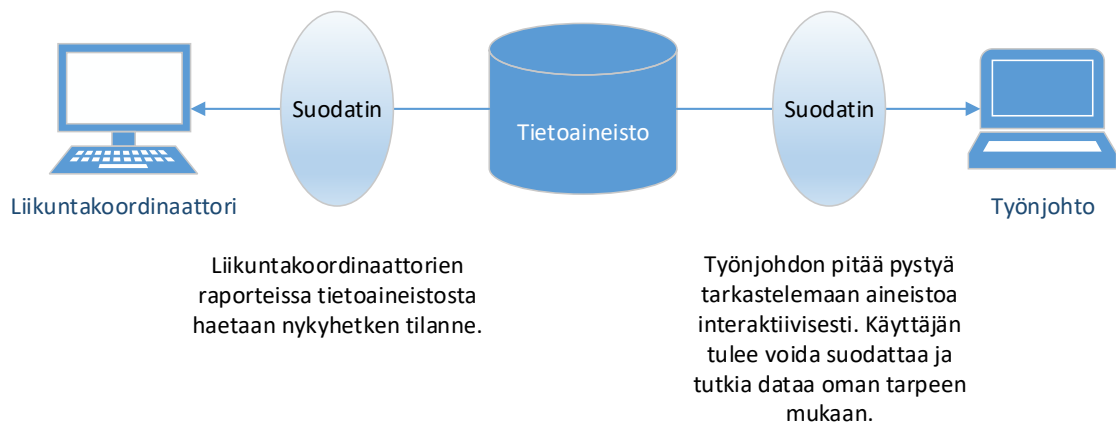 Suodatin
Tietoaineisto
Suodatin
Liikuntakoordinaattori
Työnjohto
Liikuntakoordinaattorien
raporteissa tietoaineistosta
haetaan nykyhetken tilanne.
Työnjohdon pitää pystyä
tarkastelemaan aineistoa
interaktiivisesti. Käyttäjän
tulee voida suodattaa ja
tutkia dataa oman tarpeen
mukaan.